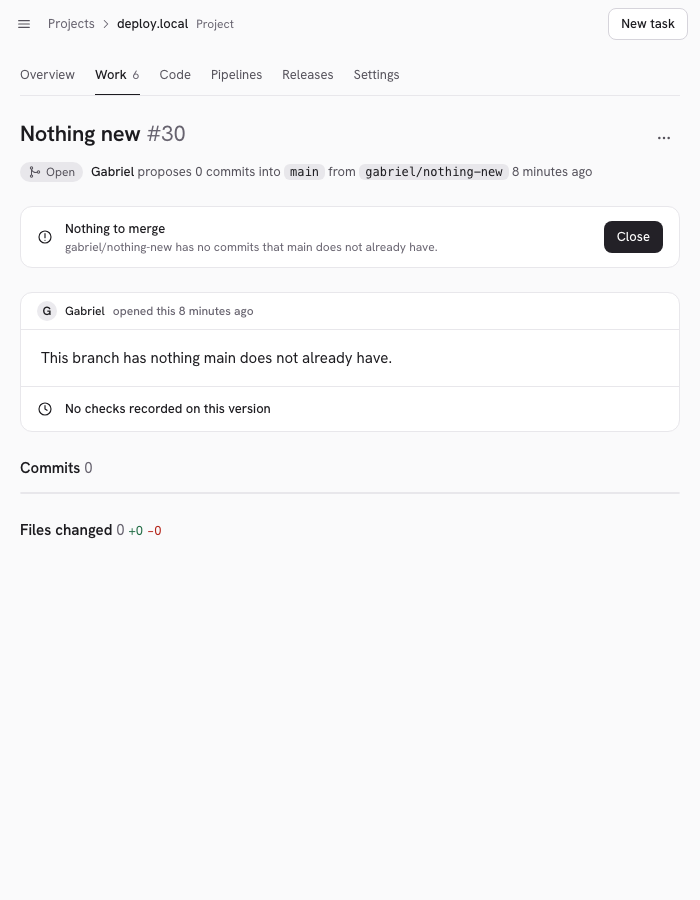 Projects > deploy.local Project
New task
Overview Work 6 Code Pipelines Releases Settings
Nothing new #30
Open Gabriel proposes 0 commits into main from gabriel/nothing-new 8 minutes ago
Nothing to merge
gabriel/nothing-new has no commits that main does not already have.
Close
G Gabriel opened this 8 minutes ago
This branch has nothing main does not already have.
No checks recorded on this version
Commits 0
Files changed 0 +0 −0